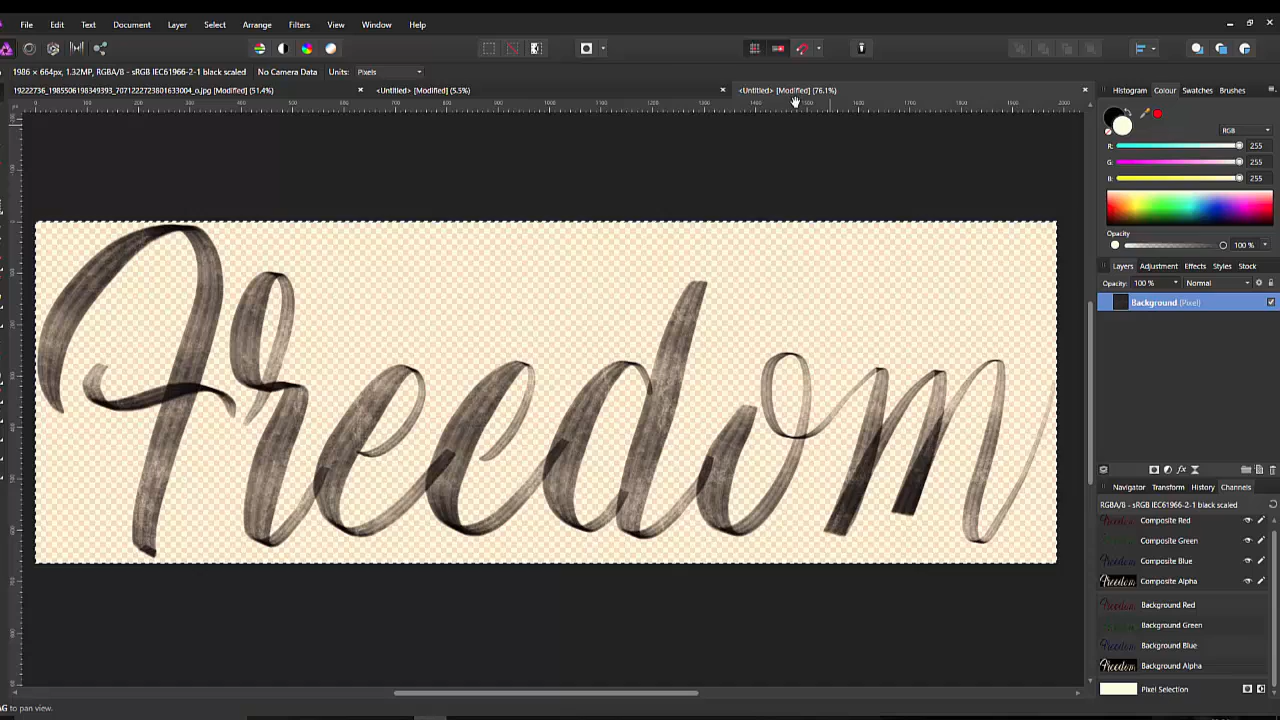 File Edit Text Document Layer Select Arrange Filters View Window Help
1986 × 664px, 1.32MP, RGBA/8 - sRGB IEC61966-2-1 black scaled No Camera Data Units: Pixels
19222736_1985506198349393_7071222723801633004_o.jpg [Modified] (51.4%) <Untitled> [Modified] (5.5%) <Untitled> [Modified] (76.1%)
Histogram Colour Swatches Brushes
RGB
R: 255
G: 255
B: 255
Opacity
100 %
Layers Adjustment Effects Styles Stock
Opacity: 100 % Normal
Background (Pixel)
Freedom
Navigator Transform History Channels
RGBA/8 - sRGB IEC61966-2-1 black scaled
Composite Red
Composite Green
Composite Blue
Composite Alpha
Background Red
Background Green
Background Blue
Background Alpha
Pixel Selection
AG to pan view.